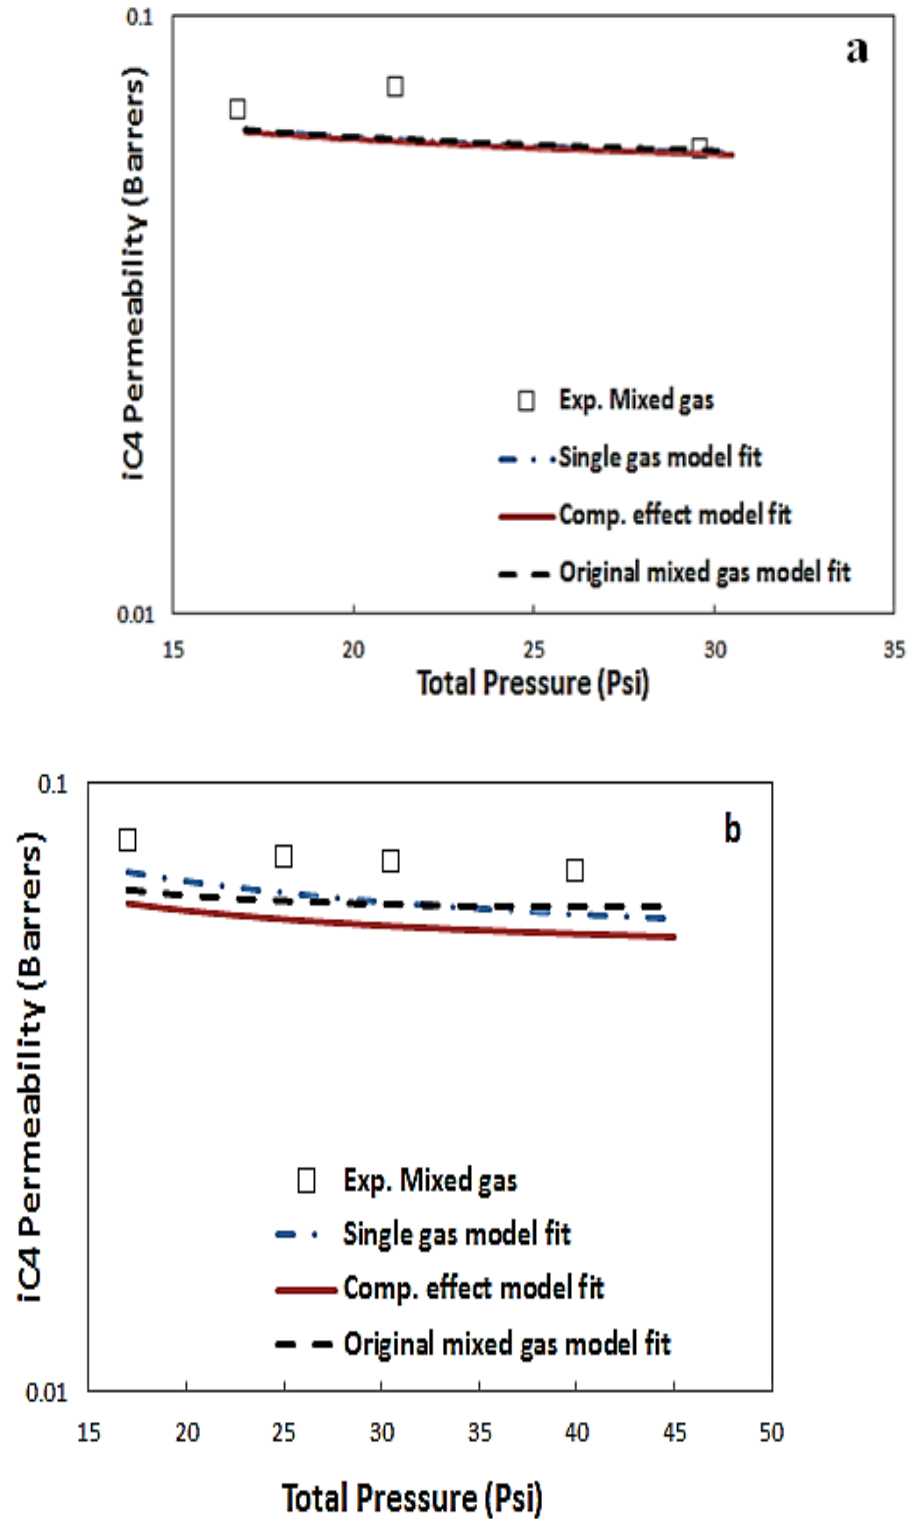 0.1
a
iC4 Permeability (Barrers)
Exp. Mixed gas
Single gas model fit
Comp. effect model fit
Original mixed gas model fit
0.01
15 20 25 30 35
Total Pressure (Psi)
0.1
b
iC4 Permeability (Barrers)
Exp. Mixed gas
Single gas model fit
Comp. effect model fit
Original mixed gas model fit
0.01
15 20 25 30 35 40 45 50
Total Pressure (Psi)